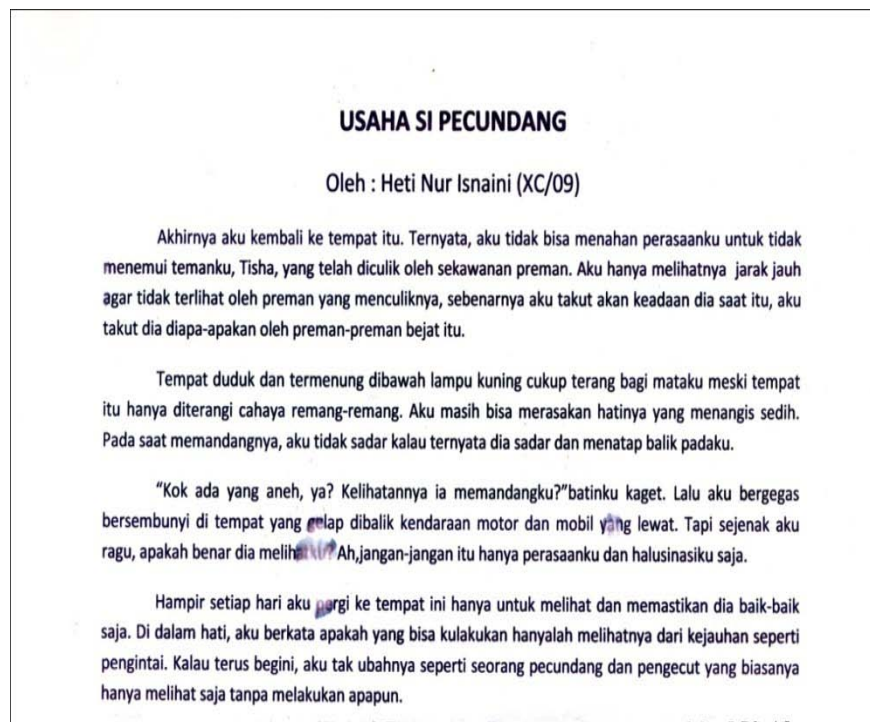 USAHA SI PECUNDANG
Oleh : Heti Nur Isnaini (XC/09)
Akhirnya aku kembali ke tempat itu. Ternyata, aku tidak bisa menahan perasaanku untuk tidak
menemui temanku, Tisha, yang telah diculik oleh sekawanan preman. Aku hanya melihatnya jarak jauh
agar tidak terlihat oleh preman yang menculiknya, sebenarnya aku takut akan keadaan dia saat itu, aku
takut dia diapa-apakan oleh preman-preman bejat itu.
Tempat duduk dan termenung dibawah lampu kuning cukup terang bagi mataku meski tempat
itu hanya diterangi cahaya remang-remang. Aku masih bisa merasakan hatinya yang menangis sedih.
Pada saat memandangnya, aku tidak sadar kalau ternyata dia sadar dan menatap balik padaku.
"Kok ada yang aneh, ya? Kelihatannya ia memandangku?"batinku kaget. Lalu aku bergegas
bersembunyi di tempat yang gelap dibalik kendaraan motor dan mobil yang lewat. Tapi sejenak aku
ragu, apakah benar dia Ah,jangan-jangan itu hanya perasaanku dan halusinasiku saja.
Hampir setiap hari aku pergi ke tempat ini hanya untuk melihat dan memastikan dia baik-baik
saja. Di dalam hati, aku berkata apakah yang bisa kulakukan hanyalah melihatnya dari kejauhan seperti
pengintai. Kalau terus begini, aku tak ubahnya seperti seorang pecundang dan pengecut yang biasanya
hanya melihat saja tanpa melakukan apapun.